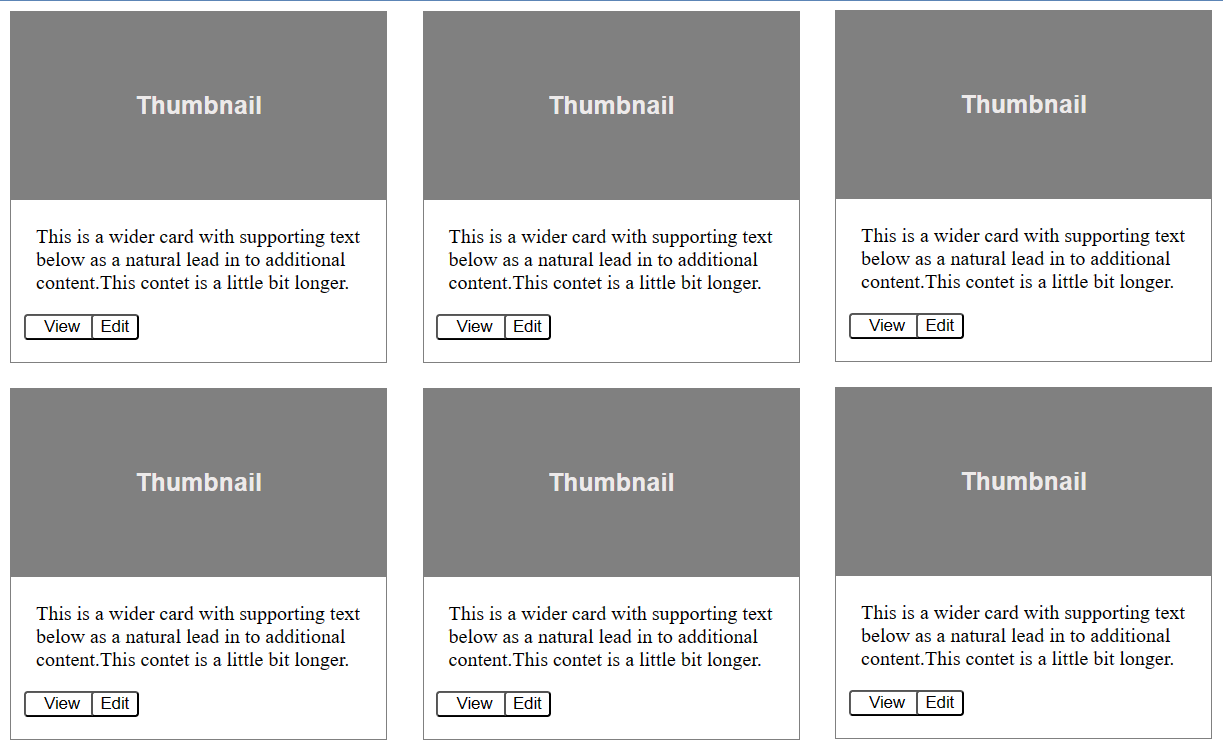 Thumbnail
This is a wider card with supporting text
below as a natural lead in to additional
content.This contet is a little bit longer.
View Edit
Thumbnail
This is a wider card with supporting text
below as a natural lead in to additional
content.This contet is a little bit longer.
View Edit
Thumbnail
This is a wider card with supporting text
below as a natural lead in to additional
content.This contet is a little bit longer.
View Edit
Thumbnail
This is a wider card with supporting text
below as a natural lead in to additional
content.This contet is a little bit longer.
View Edit
Thumbnail
This is a wider card with supporting text
below as a natural lead in to additional
content.This contet is a little bit longer.
View Edit
Thumbnail
This is a wider card with supporting text
below as a natural lead in to additional
content.This contet is a little bit longer.
View Edit